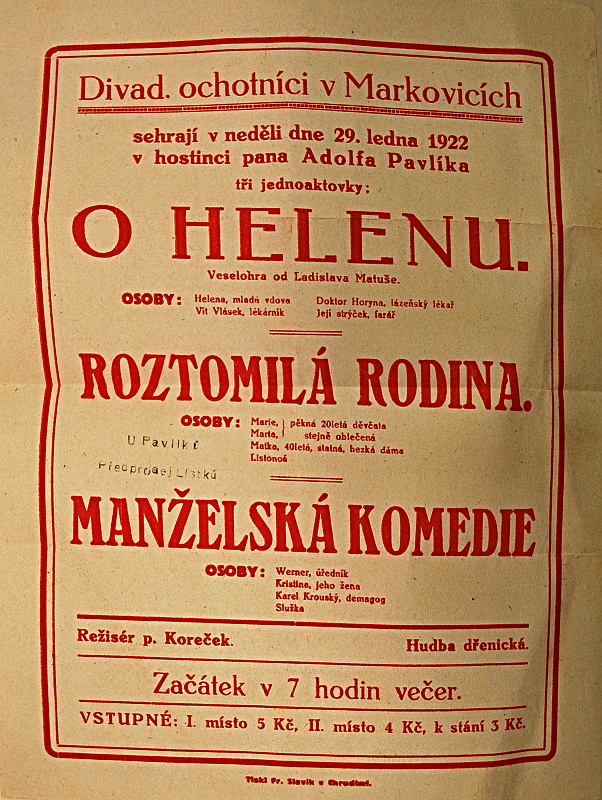 Divad. ochotníci v Markovicích
sehrají v neděli dne 29. ledna 1922
v hostinci pana Adolfa Pavlíka
tři jednoaktovky:
O HELENU.
Veselohra od Ladislava Matuše.
OSOBY: Helena, mladá vdova Doktor Horyna, lázeňský lékař
Vít Vlásek, lékárník Její strýček, farář
ROZTOMILÁ RODINA.
OSOBY: Marie, pěkná 20letá děvčata
Marta, stejně oblečená
Matka, 40letá, statná, hezká dáma
Listonoš
U Pavlíků
Předprodej Lístků
MANŽELSKÁ KOMEDIE
OSOBY: Werner, úředník
Kristina, jeho žena
Karel Krouský, demagog
Služka
Režisér p. Koreček. Hudba dřenická.
Začátek v 7 hodin večer.
VSTUPNÉ: I. místo 5 Kč, II. místo 4 Kč, k stání 3 Kč.
Tiskl Fr. Slavík v Chrudimi.